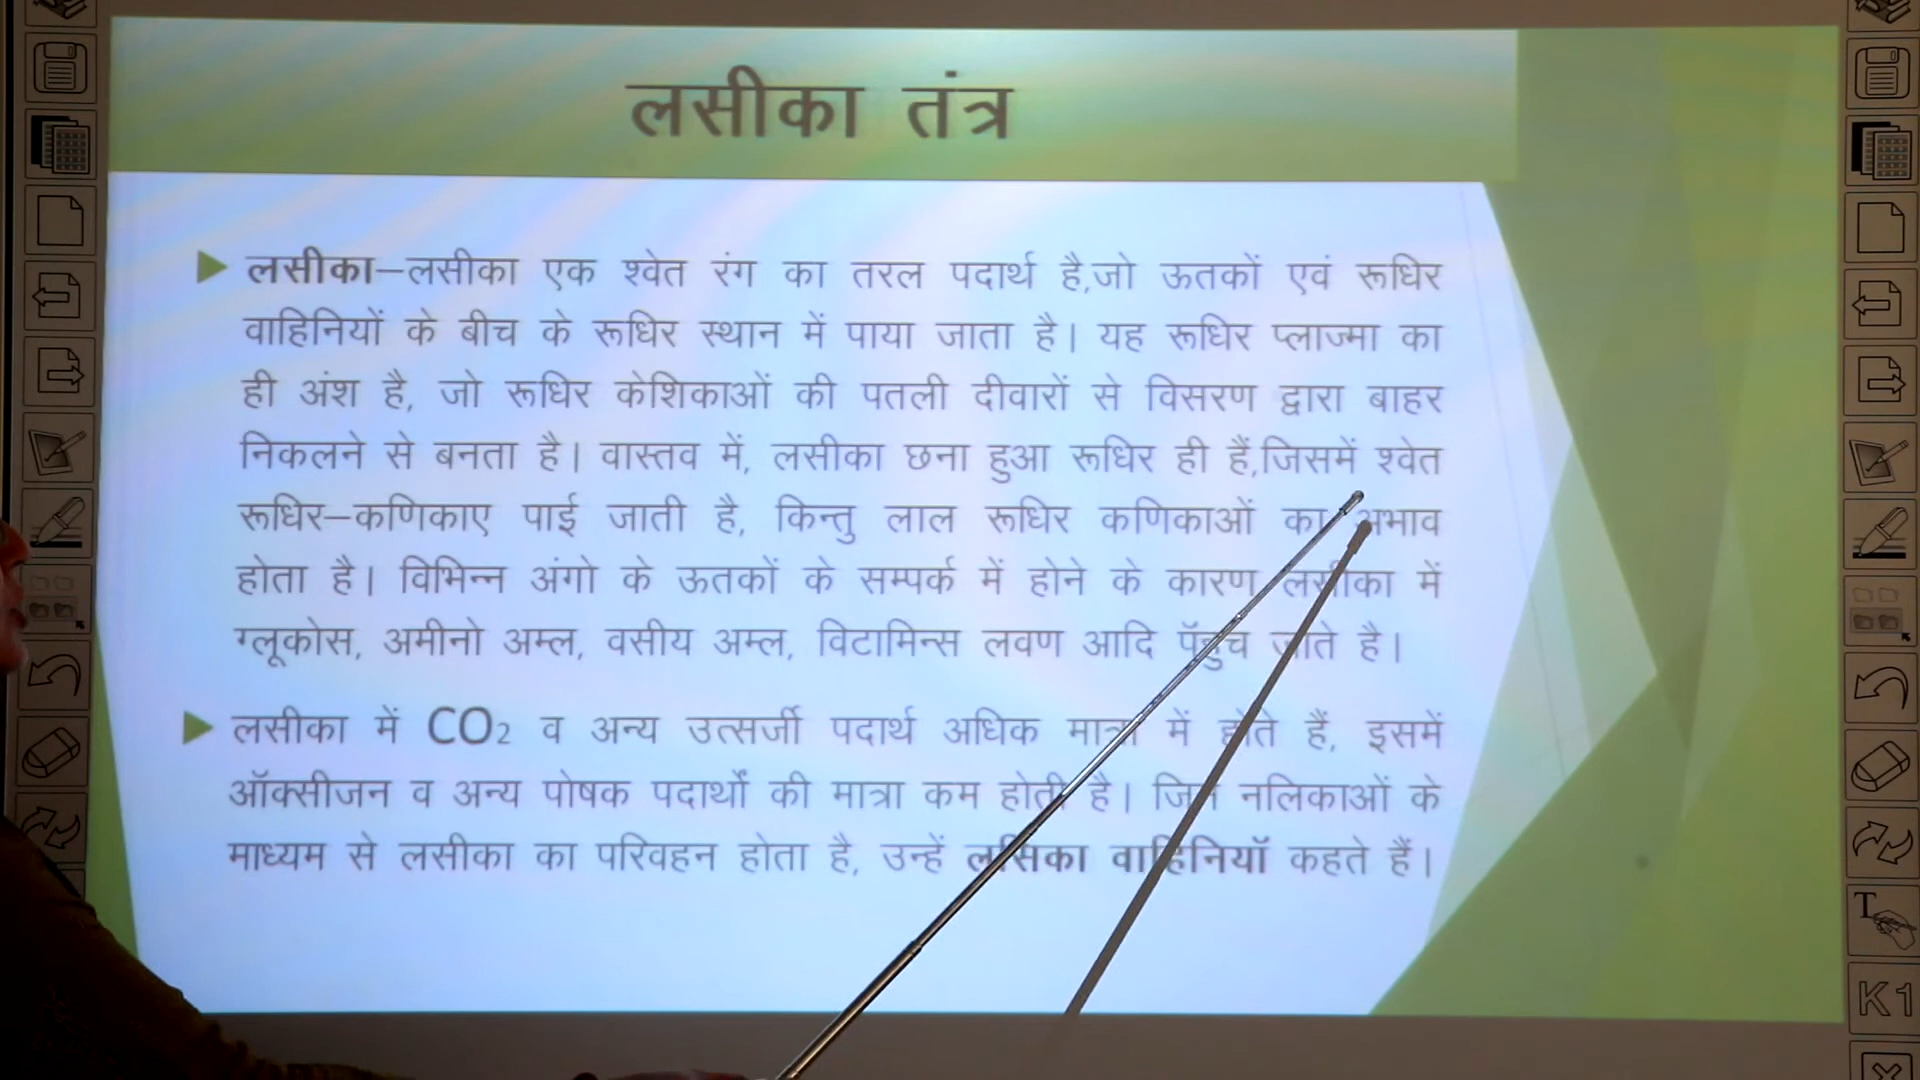 लसीका तंत्र
लसीका–लसीका एक श्वेत रंग का तरल पदार्थ है,जो ऊतकों एवं रूधिर
वाहिनियों के बीच के रूधिर स्थान में पाया जाता है। यह रूधिर प्लाज्मा का
ही अंश है, जो रूधिर केशिकाओं की पतली दीवारों से विसरण द्वारा बाहर
निकलने से बनता है। वास्तव में, लसीका छना हुआ रूधिर ही हैं,जिसमें श्वेत
रूधिर–कणिकाए पाई जाती है, किन्तु लाल रूधिर कणिकाओं का अभाव
होता है। विभिन्न अंगो के ऊतकों के सम्पर्क में होने के कारण लसीका में
ग्लूकोस, अमीनो अम्ल, वसीय अम्ल, विटामिन्स लवण आदि पॅहुच जाते है।
लसीका में CO2 व अन्य उत्सर्जी पदार्थ अधिक मात्रा में होते हैं, इसमें
ऑक्सीजन व अन्य पोषक पदार्थों की मात्रा कम होती है। जिन नलिकाओं के
माध्यम से लसीका का परिवहन होता है, उन्हें लसिका वाहिनियॉ कहते हैं।
T
K1